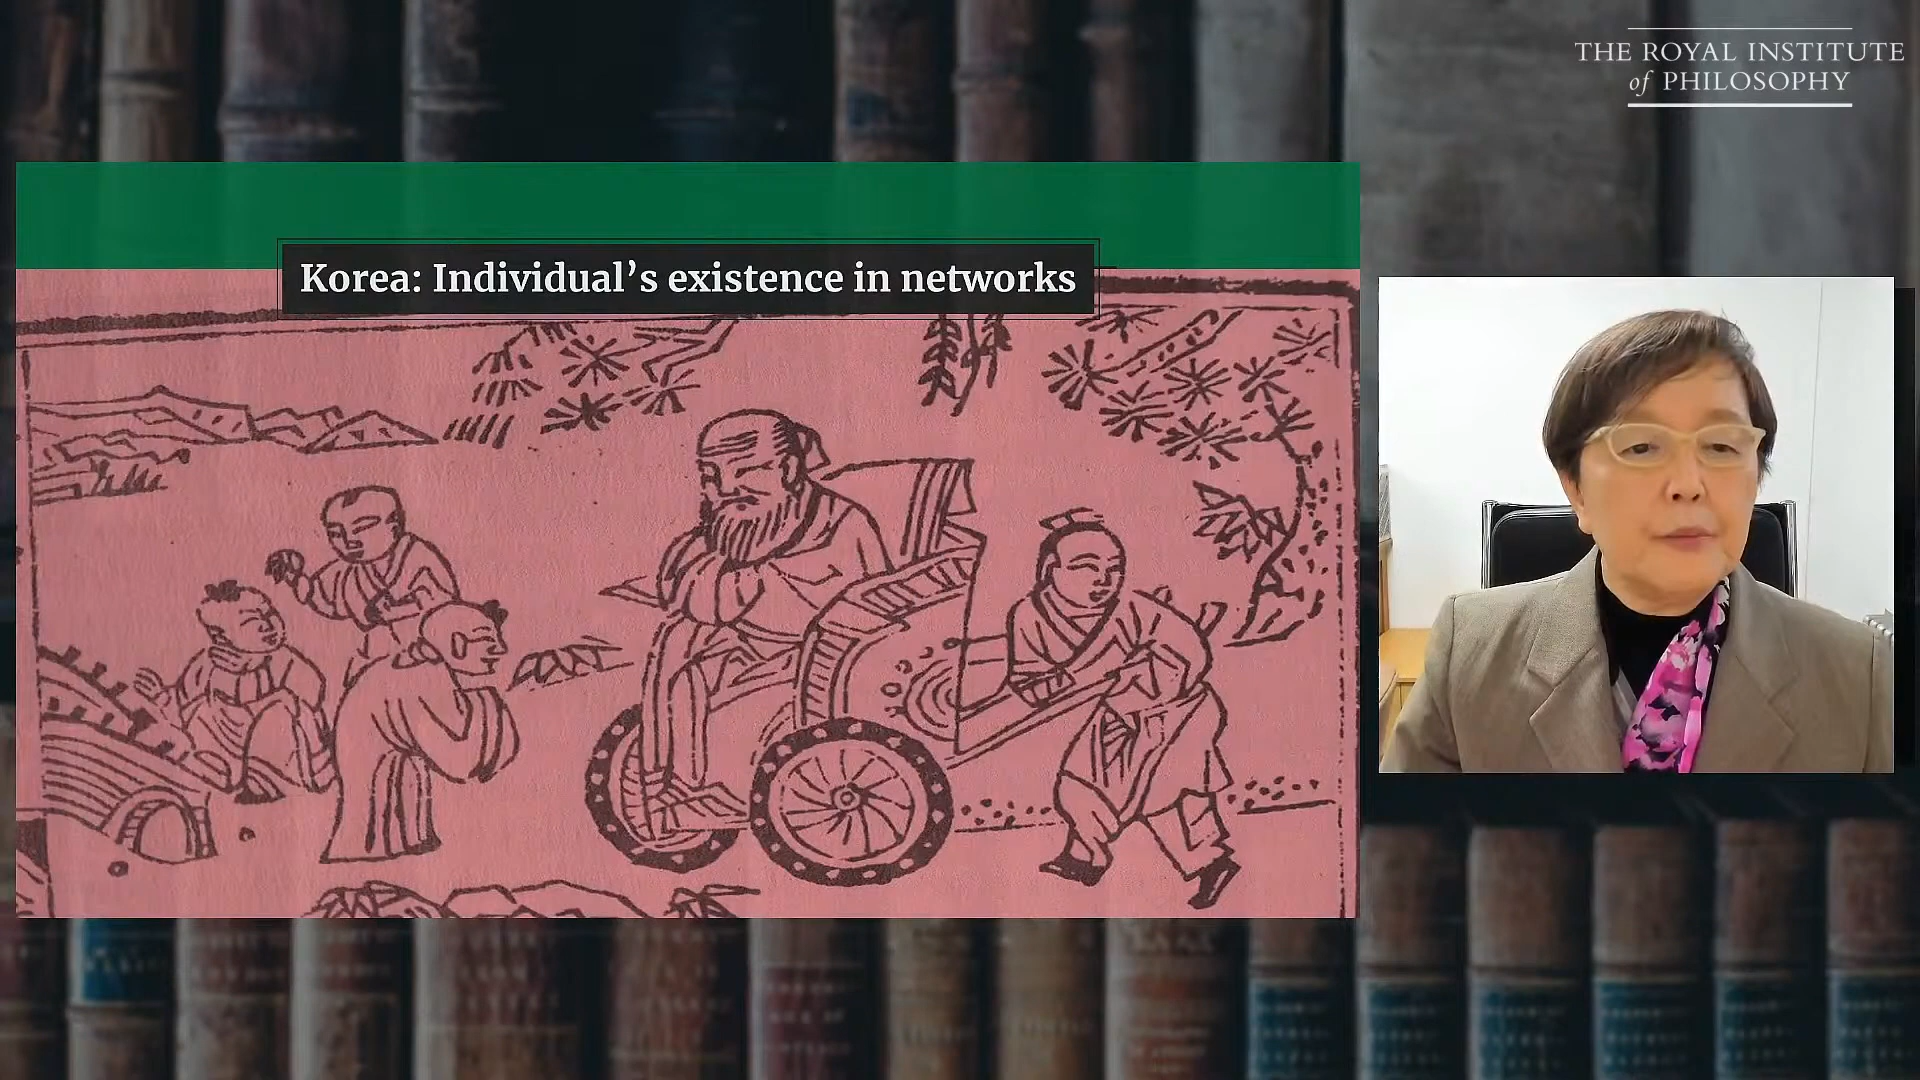 THE ROYAL INSTITUTE
of PHILOSOPHY
Korea: Individual’s existence in networks